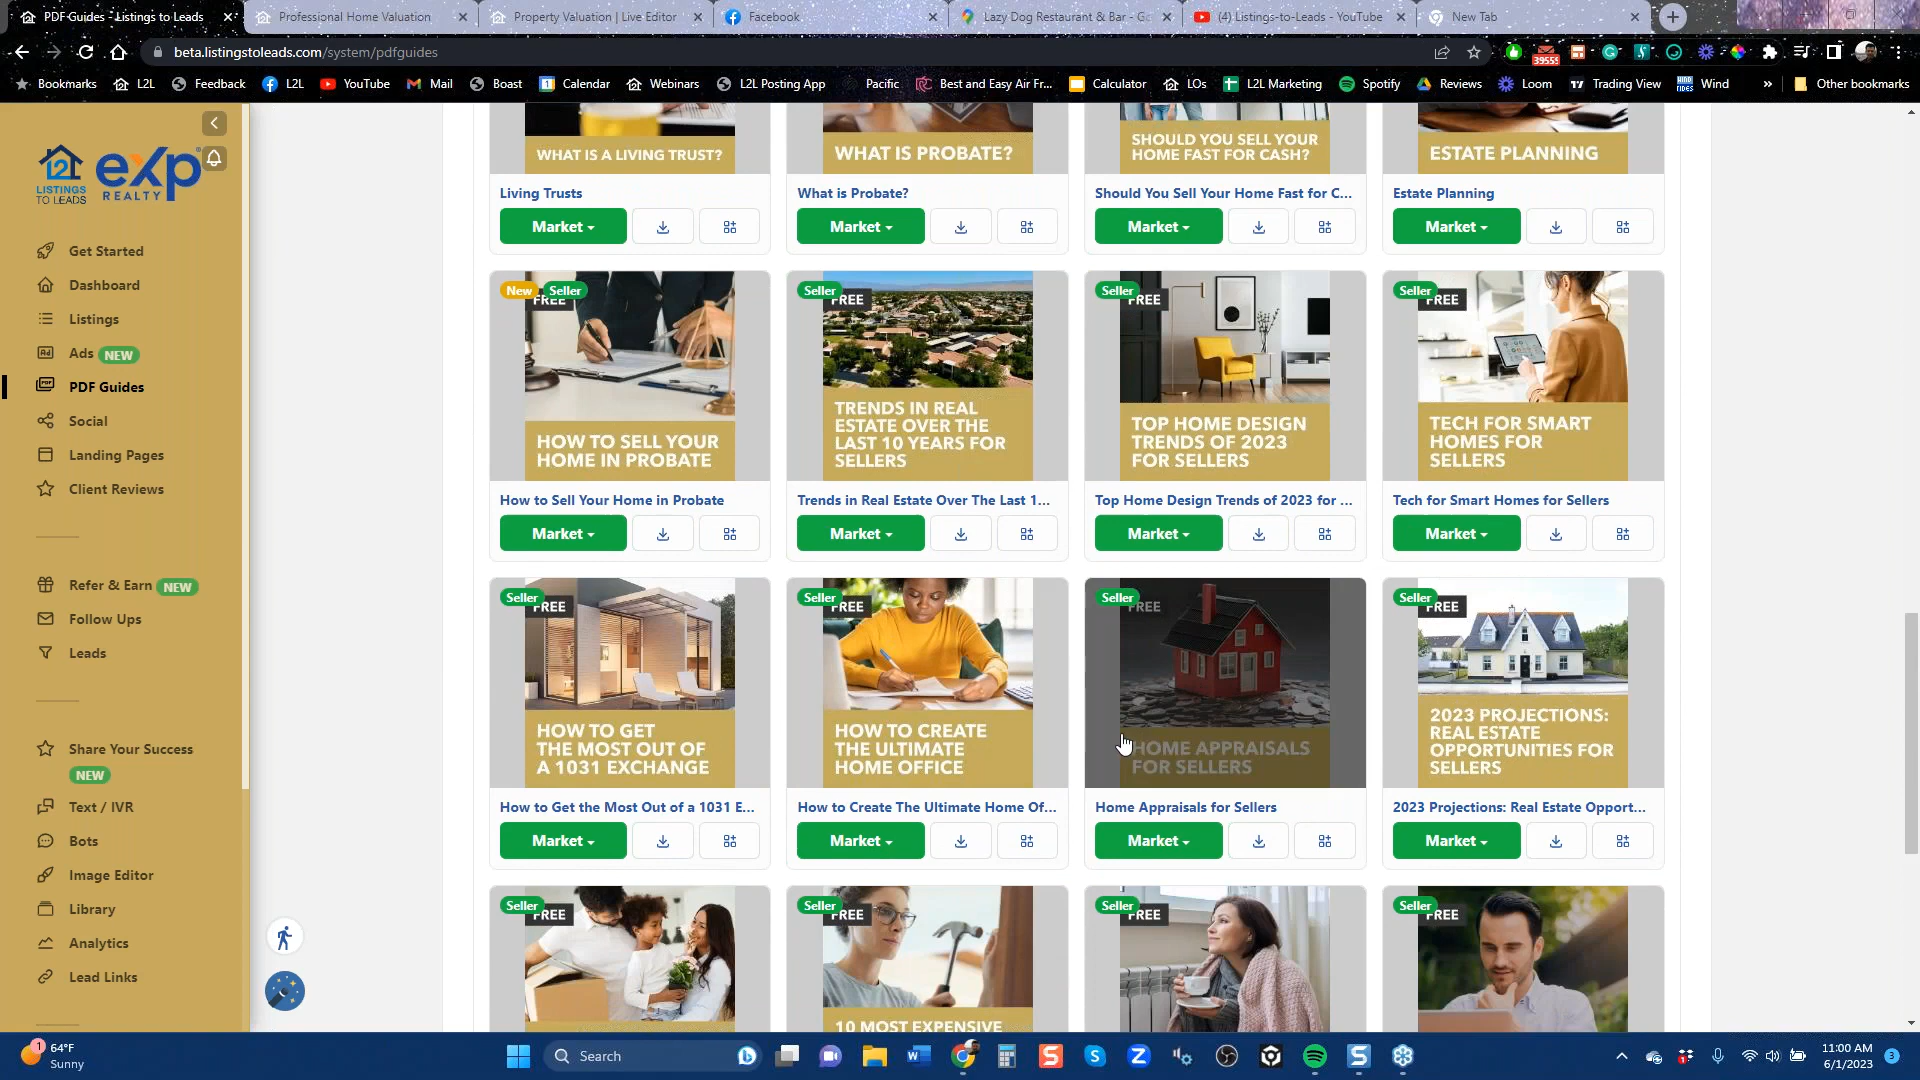 PDF Guides - Listings to Leads
Professional Home Valuation
Property Valuation | Live Editor
Facebook
Lazy Dog Restaurant & Bar - Go
(4) Listings-to-Leads - YouTube
New Tab
beta.listingstoleads.com/system/pdfguides
39555
Bookmarks
L2L
Feedback
L2L
YouTube
Mail
Boast
Calendar
Webinars
L2L Posting App
Pacific
Best and Easy Air Fr...
Calculator
LOs
L2L Marketing
Spotify
Reviews
Loom
Trading View
Wind
»
Other bookmarks
L2L
LISTINGS
TO LEADS
eXp
REALTY
Get Started
Dashboard
Listings
Ads NEW
PDF Guides
Social
Landing Pages
Client Reviews
Refer & Earn NEW
Follow Ups
Leads
Share Your Success
NEW
Text / IVR
Bots
Image Editor
Library
Analytics
Lead Links
WHAT IS A LIVING TRUST?
WHAT IS PROBATE?
SHOULD YOU SELL YOUR
HOME FAST FOR CASH?
ESTATE PLANNING
Living Trusts
What is Probate?
Should You Sell Your Home Fast for C...
Estate Planning
Market
Market
Market
Market
New Seller
FREE
Seller
FREE
Seller
FREE
Seller
FREE
HOW TO SELL YOUR
HOME IN PROBATE
TRENDS IN REAL
ESTATE OVER THE
LAST 10 YEARS FOR
SELLERS
TOP HOME DESIGN
TRENDS OF 2023
FOR SELLERS
TECH FOR SMART
HOMES FOR
SELLERS
How to Sell Your Home in Probate
Trends in Real Estate Over The Last 1...
Top Home Design Trends of 2023 for ...
Tech for Smart Homes for Sellers
Market
Market
Market
Market
Seller
FREE
Seller
FREE
Seller
FREE
Seller
FREE
HOW TO GET
THE MOST OUT OF
A 1031 EXCHANGE
HOW TO CREATE
THE ULTIMATE
HOME OFFICE
HOME APPRAISALS
FOR SELLERS
2023 PROJECTIONS:
REAL ESTATE
OPPORTUNITIES FOR
SELLERS
How to Get the Most Out of a 1031 E...
How to Create The Ultimate Home Of...
Home Appraisals for Sellers
2023 Projections: Real Estate Opport...
Market
Market
Market
Market
Seller
FREE
Seller
FREE
Seller
FREE
Seller
FREE
10 MOST EXPENSIVE
1
64°F
Sunny
Search
11:00 AM
6/1/2023
3